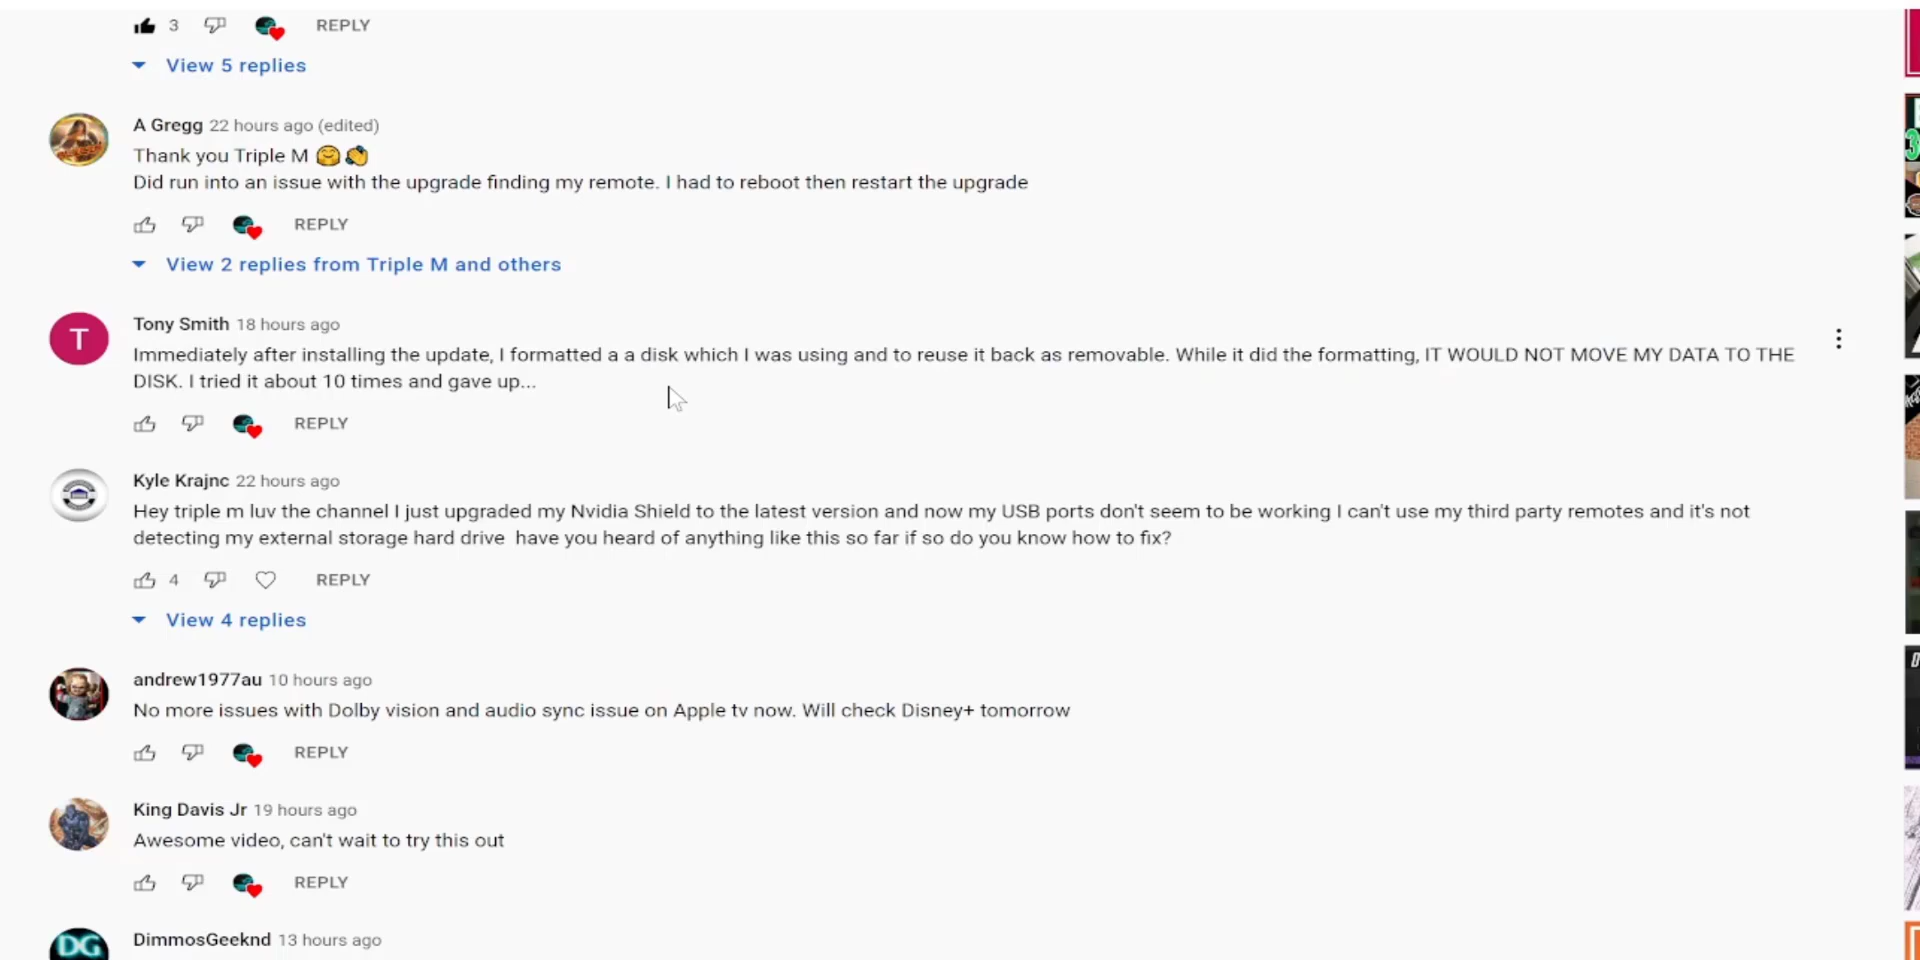 3 REPLY
View 5 replies
A Gregg 22 hours ago (edited)
Thank you Triple M 🤗 👏
Did run into an issue with the upgrade finding my remote. I had to reboot then restart the upgrade
REPLY
View 2 replies from Triple M and others
T
Tony Smith 18 hours ago
Immediately after installing the update, I formatted a a disk which I was using and to reuse it back as removable. While it did the formatting, IT WOULD NOT MOVE MY DATA TO THE
DISK. I tried it about 10 times and gave up...
REPLY
Kyle Krajnc 22 hours ago
Hey triple m luv the channel I just upgraded my Nvidia Shield to the latest version and now my USB ports don't seem to be working I can't use my third party remotes and it's not
detecting my external storage hard drive  have you heard of anything like this so far if so do you know how to fix?
4 REPLY
View 4 replies
andrew1977au 10 hours ago
No more issues with Dolby vision and audio sync issue on Apple tv now. Will check Disney+ tomorrow
REPLY
King Davis Jr 19 hours ago
Awesome video, can't wait to try this out
REPLY
DG
DimmosGeeknd 13 hours ago